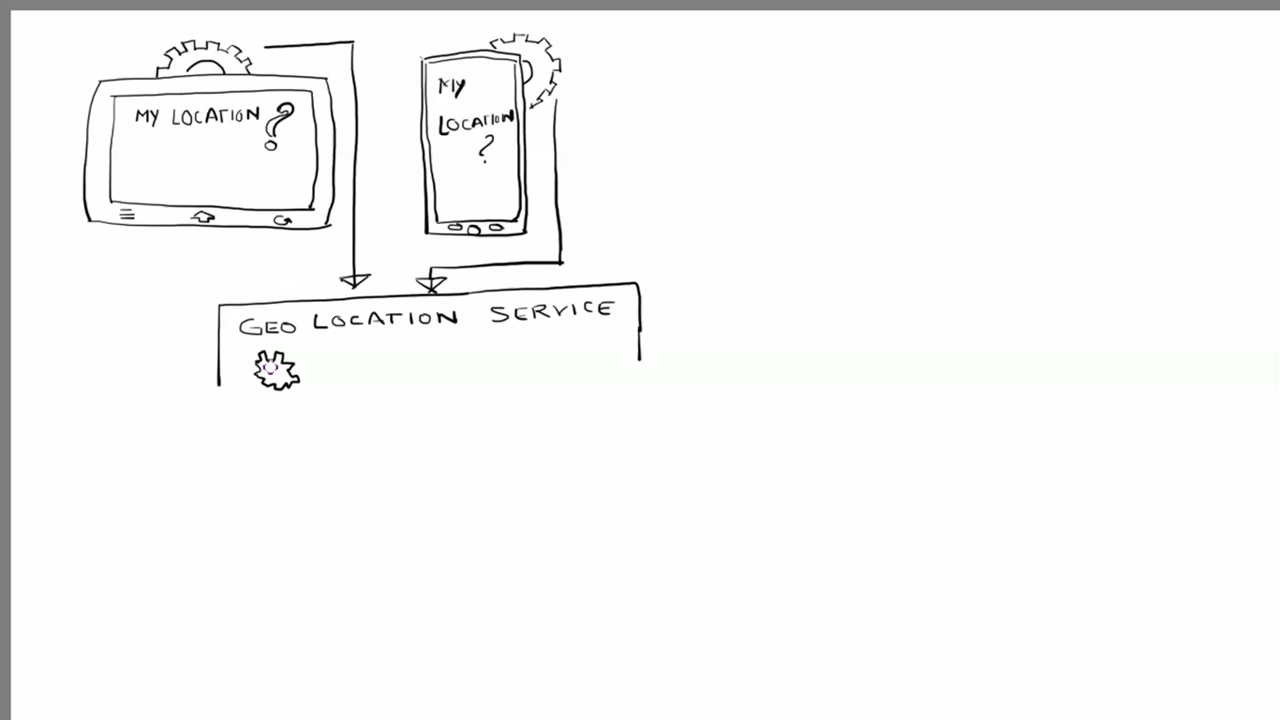 MY LOCATION ?
MY
LOCATION
?
GEO LOCATION SERVICE